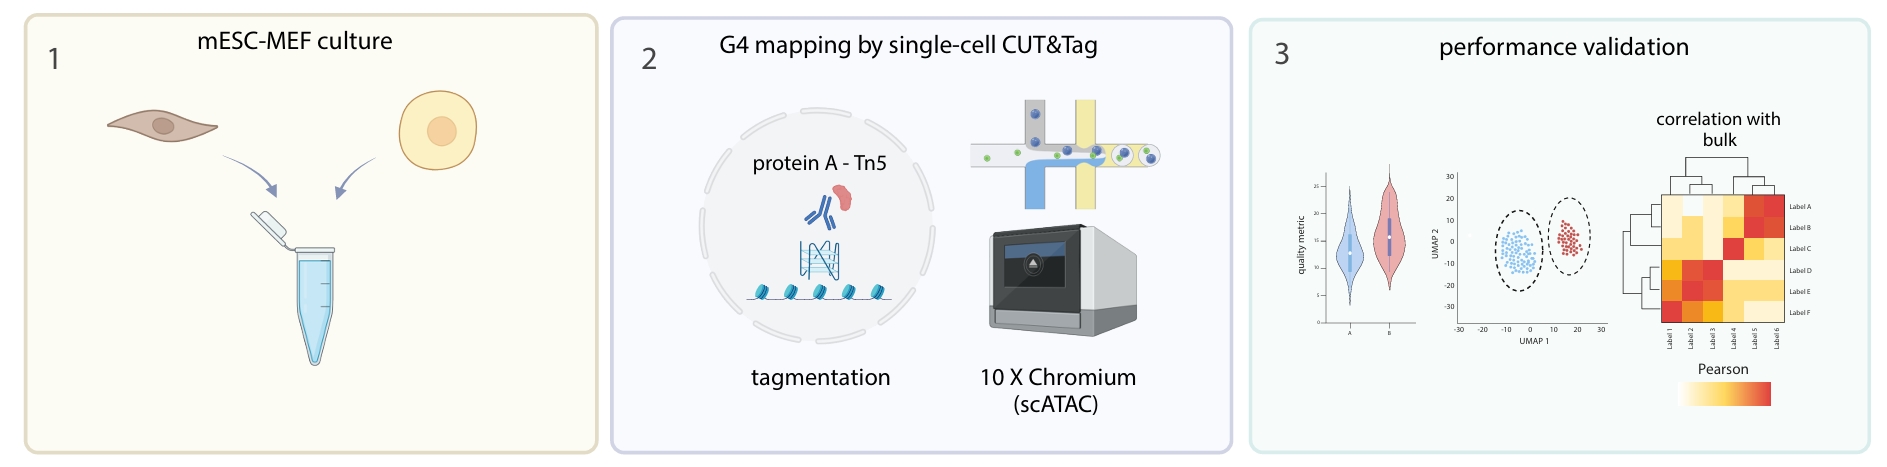 1
mESC-MEF culture
2
G4 mapping by single-cell CUT&Tag
protein A - Tn5
tagmentation
10 X Chromium
(scATAC)
3
performance validation
quality metric
25
20
15
10
5
0
A
B
UMAP 2
30
20
10
0
-10
-20
-30
-30
-20
-10
0
10
20
30
UMAP 1
correlation with
bulk
Label A
Label B
Label C
Label D
Label E
Label F
Label 1
Label 2
Label 3
Label 4
Label 5
Label 6
Pearson